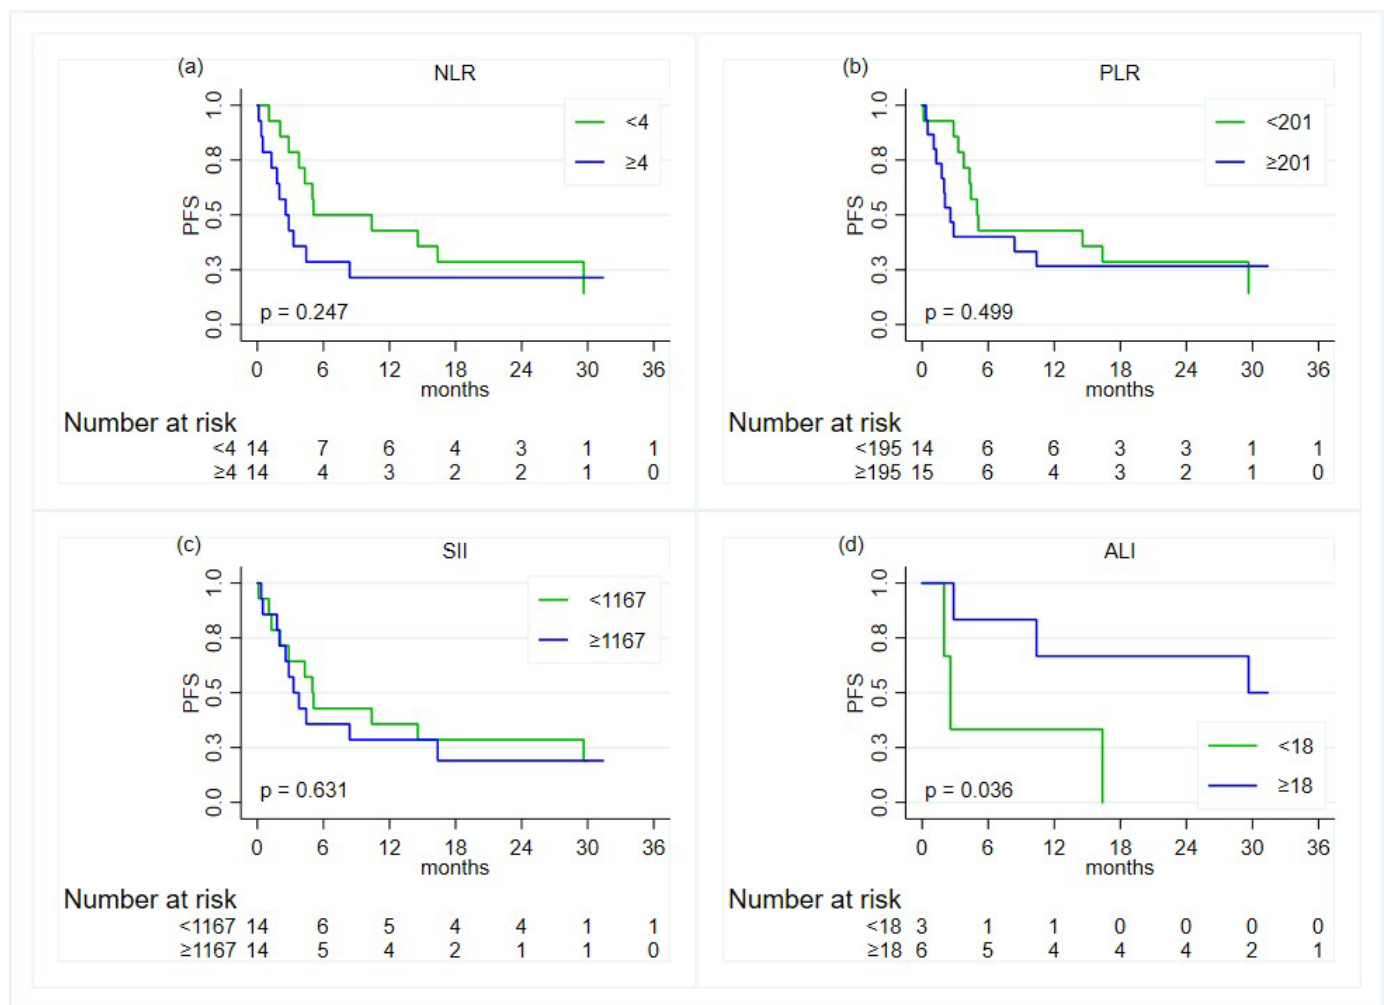 (a)
NLR
1.0
0.8
0.5
0.3
0.0
PFS
<4
≥4
p = 0.247
0 6 12 18 24 30 36
months
Number at risk
<4 14 7 6 4 3 1 1
≥4 14 4 3 2 2 1 0
(b)
PLR
1.0
0.8
0.5
0.3
0.0
PFS
<201
≥201
p = 0.499
0 6 12 18 24 30 36
months
Number at risk
<195 14 6 6 3 3 1 1
≥195 15 6 4 3 2 1 0
(c)
SII
1.0
0.8
0.5
0.3
0.0
PFS
<1167
≥1167
p = 0.631
0 6 12 18 24 30 36
months
Number at risk
<1167 14 6 5 4 4 1 1
≥1167 14 5 4 2 1 1 0
(d)
ALI
1.0
0.8
0.5
0.3
0.0
PFS
<18
≥18
p = 0.036
0 6 12 18 24 30 36
months
Number at risk
<18 3 1 1 0 0 0 0
≥18 6 5 4 4 4 2 1